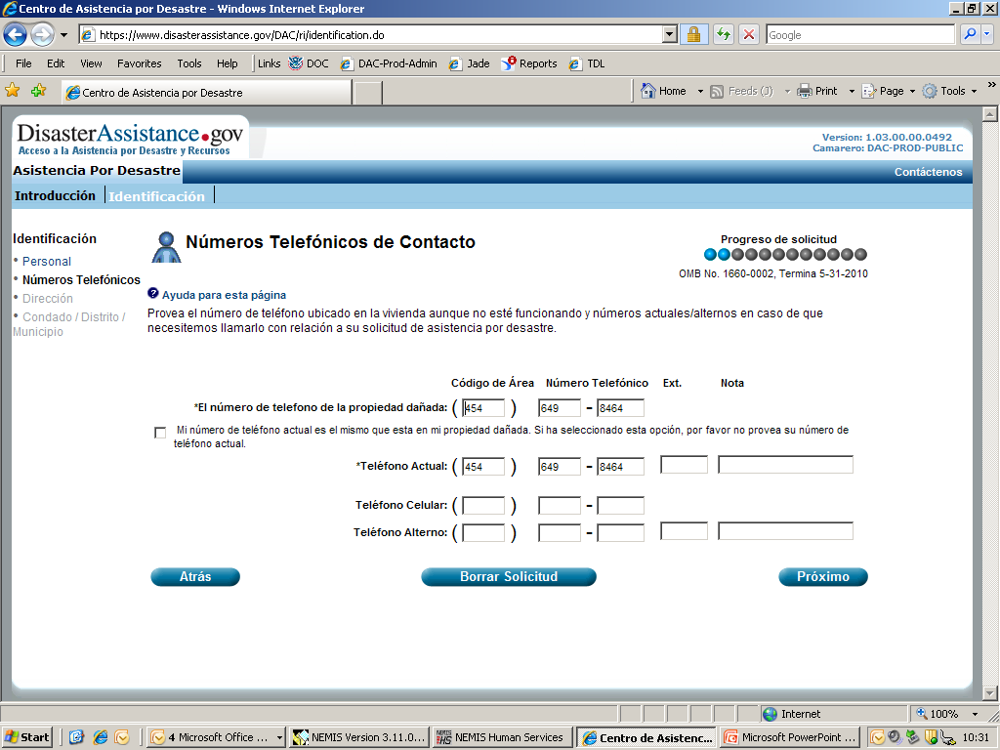 Centro de Asistencia por Desastre - Windows Internet Explorer
https://www.disasterassistance.gov/DAC/ri/identification.do
Google
File Edit View Favorites Tools Help Links DOC DAC-Prod-Admin Jade Reports TDL
Centro de Asistencia por Desastre
Home Feeds (J) Print Page Tools »
DisasterAssistance.gov
Acceso a la Asistencia por Desastre y Recursos
Version: 1.03.00.00.0492
Camarero: DAC-PROD-PUBLIC
Asistencia Por Desastre
Contáctenos
Introducción Identificación
Identificación
• Personal
• Números Telefónicos
• Dirección
• Condado / Distrito /
Municipio
Números Telefónicos de Contacto
Progreso de solicitud
OMB No. 1660-0002, Termina 5-31-2010
? Ayuda para esta página
Provea el número de teléfono ubicado en la vivienda aunque no esté funcionando y números actuales/alternos en caso de que
necesitemos llamarlo con relación a su solicitud de asistencia por desastre.
Código de Área Número Telefónico Ext. Nota
*El número de telefono de la propiedad dañada: ( 454 ) 649 - 8464
Mi número de teléfono actual es el mismo que esta en mi propiedad dañada. Si ha seleccionado esta opción, por favor no provea su número de
teléfono actual.
*Teléfono Actual: ( 454 ) 649 - 8464
Teléfono Celular: ( ) -
Teléfono Alterno: ( ) -
Atrás Borrar Solicitud Próximo
Internet 100%
Start 4 Microsoft Office ... NEMIS Version 3.11.0... NEMIS Human Services Centro de Asistenc... Microsoft PowerPoint ... 10:31